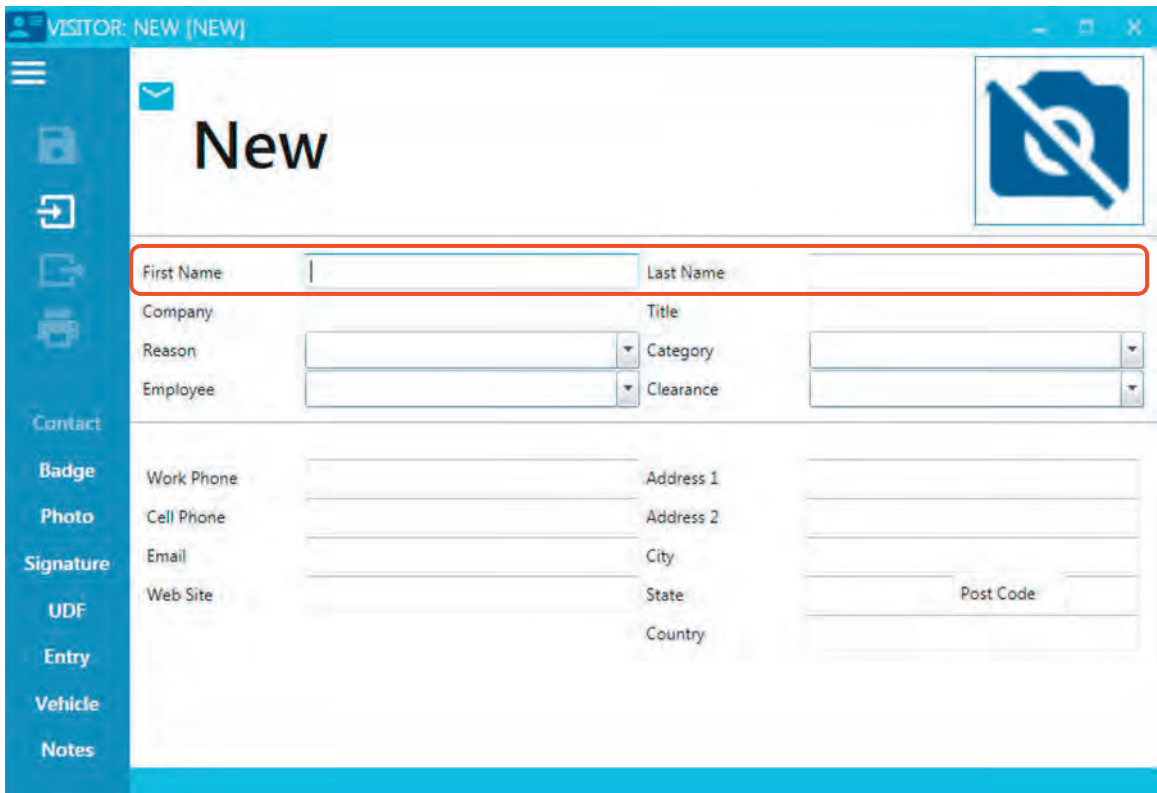 VISITOR: NEW [NEW]
New
First Name Last Name
Company Title
Reason Category
Employee Clearance
Contact
Badge
Photo
Signature
UDF
Entry
Vehicle
Notes
Work Phone Address 1
Cell Phone Address 2
Email City
Web Site State Post Code
Country